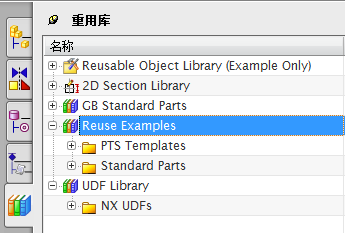 重用库
名称
Reusable Object Library (Example Only)
2D Section Library
GB Standard Parts
Reuse Examples
PTS Templates
Standard Parts
UDF Library
NX UDFs